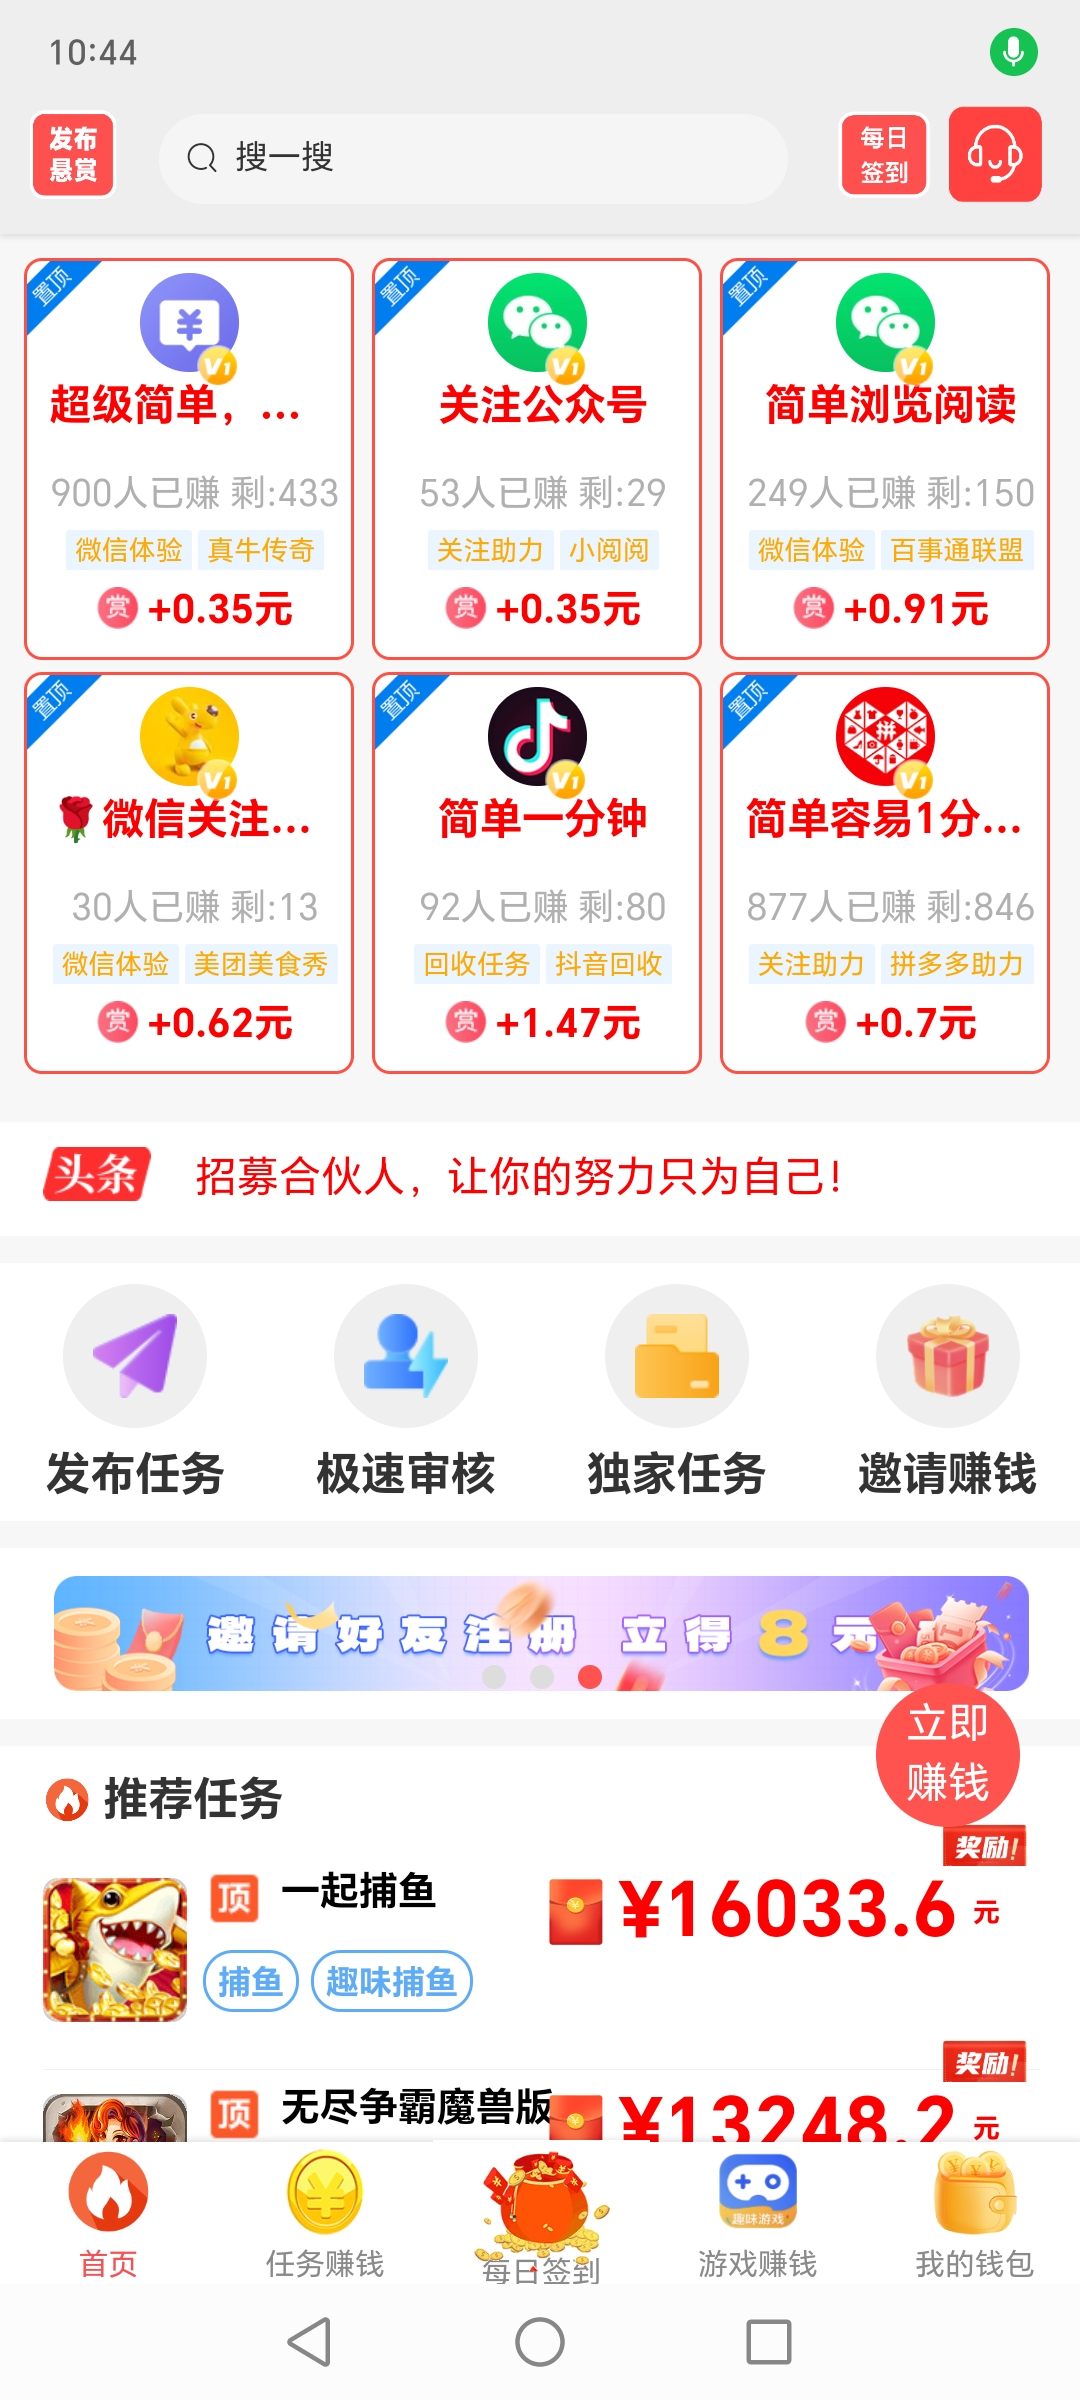 10:44
发布
悬赏
搜一搜
每日
签到
置顶
置顶
置顶
¥
V1
V1
V1
超级简单，...
关注公众号
简单浏览阅读
900人已赚 剩:433
53人已赚 剩:29
249人已赚 剩:150
微信体验 真牛传奇
关注助力 小阅阅
微信体验 百事通联盟
赏 +0.35元
赏 +0.35元
赏 +0.91元
置顶
置顶
置顶
拼
V1
V1
V1
🌹微信关注...
简单一分钟
简单容易1分...
30人已赚 剩:13
92人已赚 剩:80
877人已赚 剩:846
微信体验 美团美食秀
回收任务 抖音回收
关注助力 拼多多助力
赏 +0.62元
赏 +1.47元
赏 +0.7元
头条 招募合伙人，让你的努力只为自己！
发布任务
极速审核
独家任务
邀请赚钱
邀请好友注册 立得8元
立即
赚钱
推荐任务
奖励!
顶 一起捕鱼
¥16033.6 元
捕鱼 趣味捕鱼
奖励!
顶 无尽争霸魔兽版
¥13248.2 元
趣味游戏
首页
任务赚钱
每日签到
游戏赚钱
我的钱包